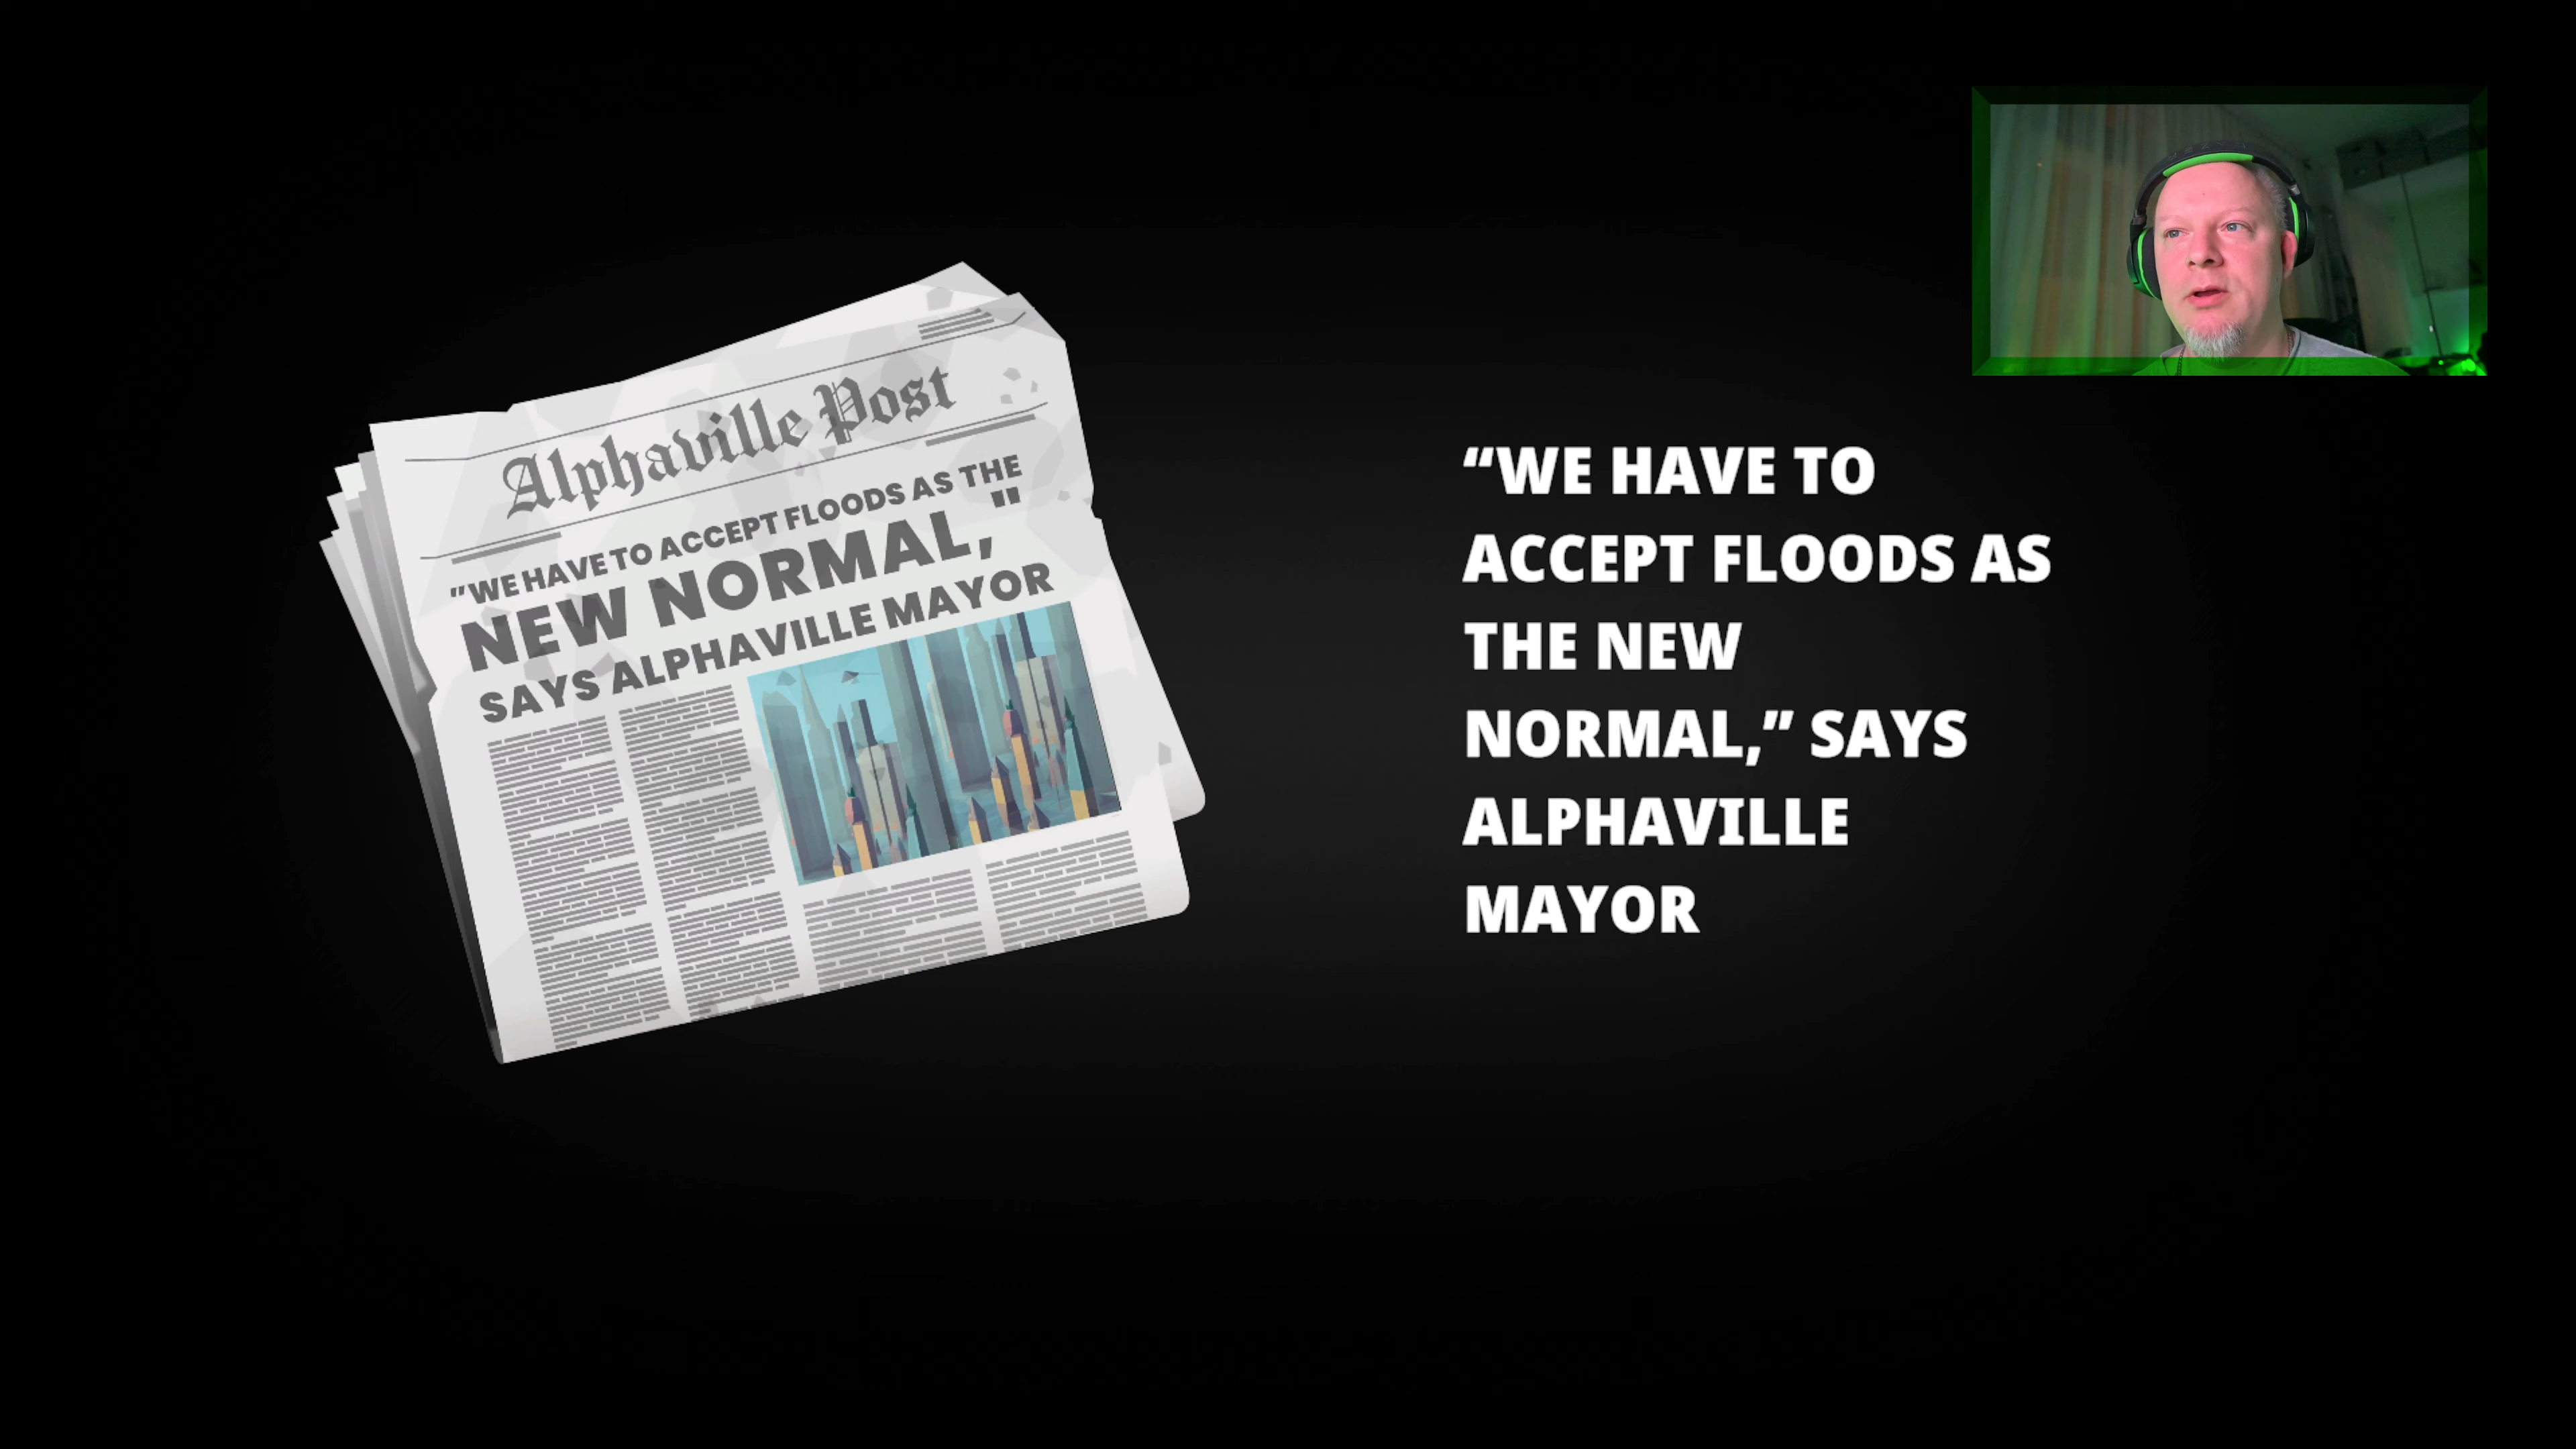 Alphaville Post
"WE HAVE TO ACCEPT FLOODS AS THE
NEW NORMAL,"
SAYS ALPHAVILLE MAYOR
“WE HAVE TO
ACCEPT FLOODS AS
THE NEW
NORMAL,” SAYS
ALPHAVILLE
MAYOR